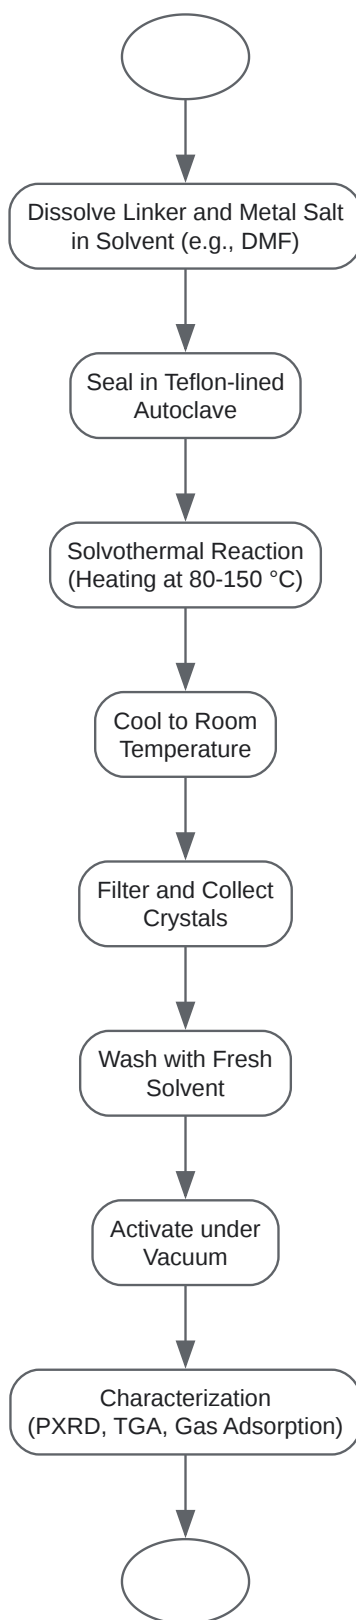 Dissolve Linker and Metal Salt
in Solvent (e.g., DMF)
Seal in Teflon-lined
Autoclave
Solvothermal Reaction
(Heating at 80-150 °C)
Cool to Room
Temperature
Filter and Collect
Crystals
Wash with Fresh
Solvent
Activate under
Vacuum
Characterization
(PXRD, TGA, Gas Adsorption)